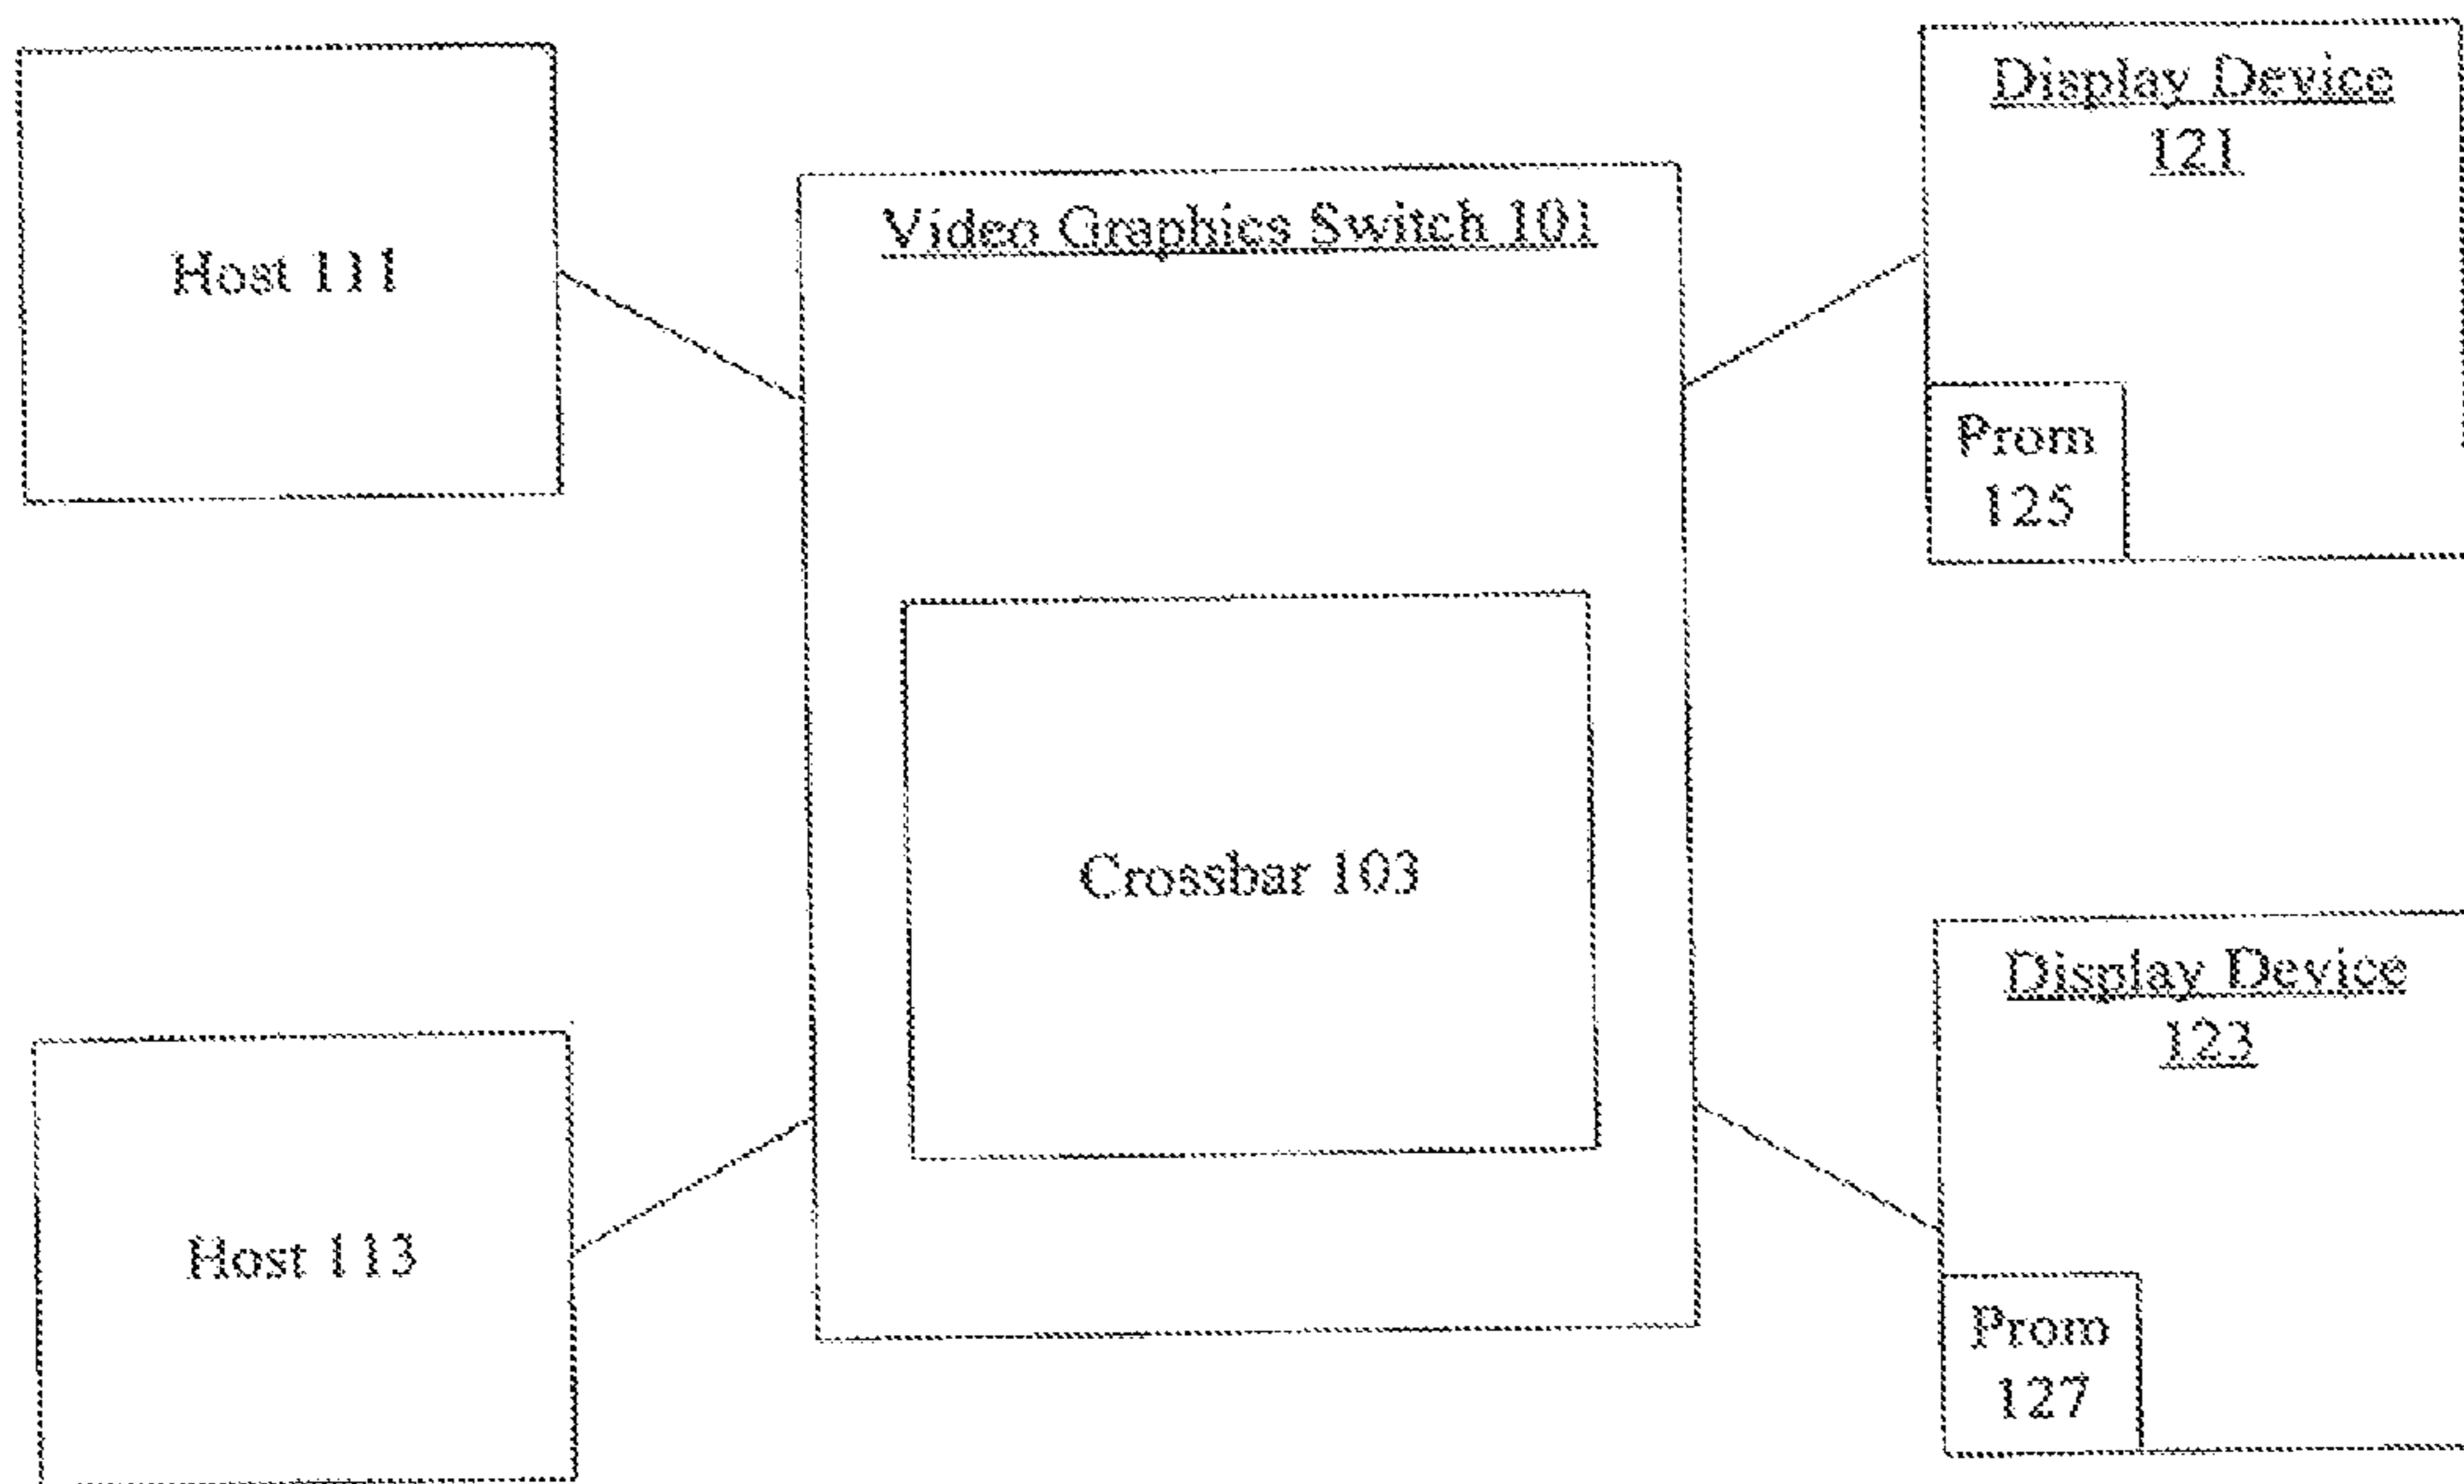 Host 111
Video Graphics Switch 101
Display Device
121
Prom
125
Crossbar 103
Host 113
Display Device
123
Prom
127